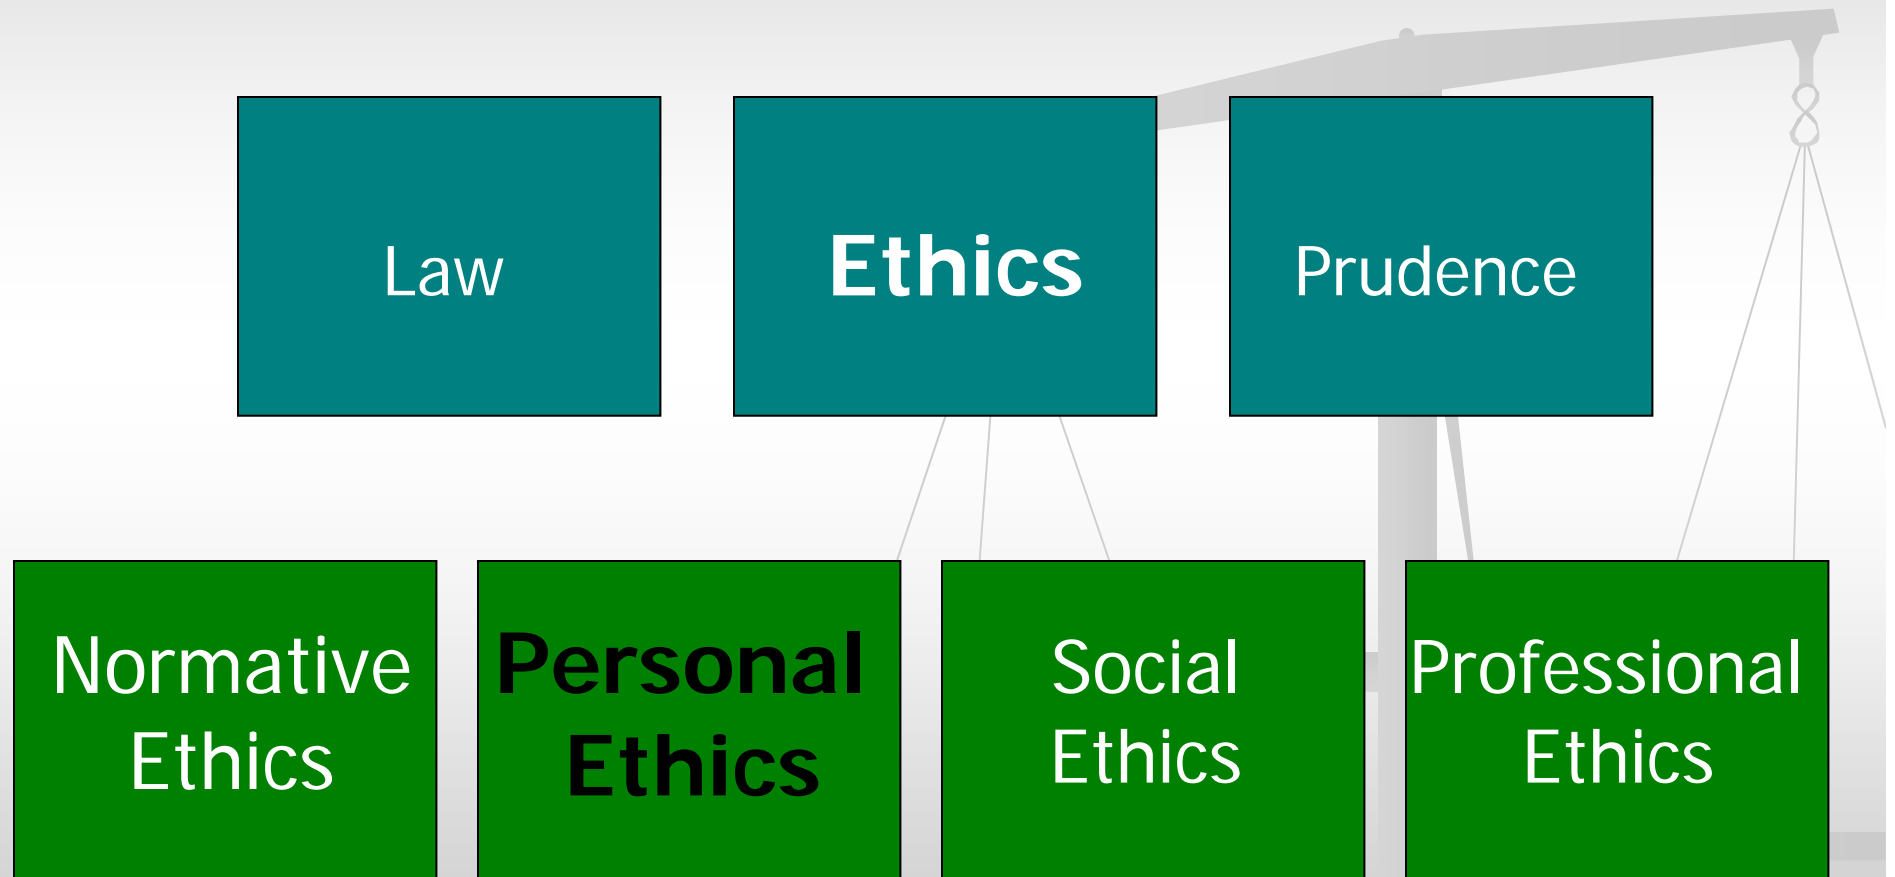 Law
Ethics
Prudence
Normative
Ethics
Personal
Ethics
Social
Ethics
Professional
Ethics